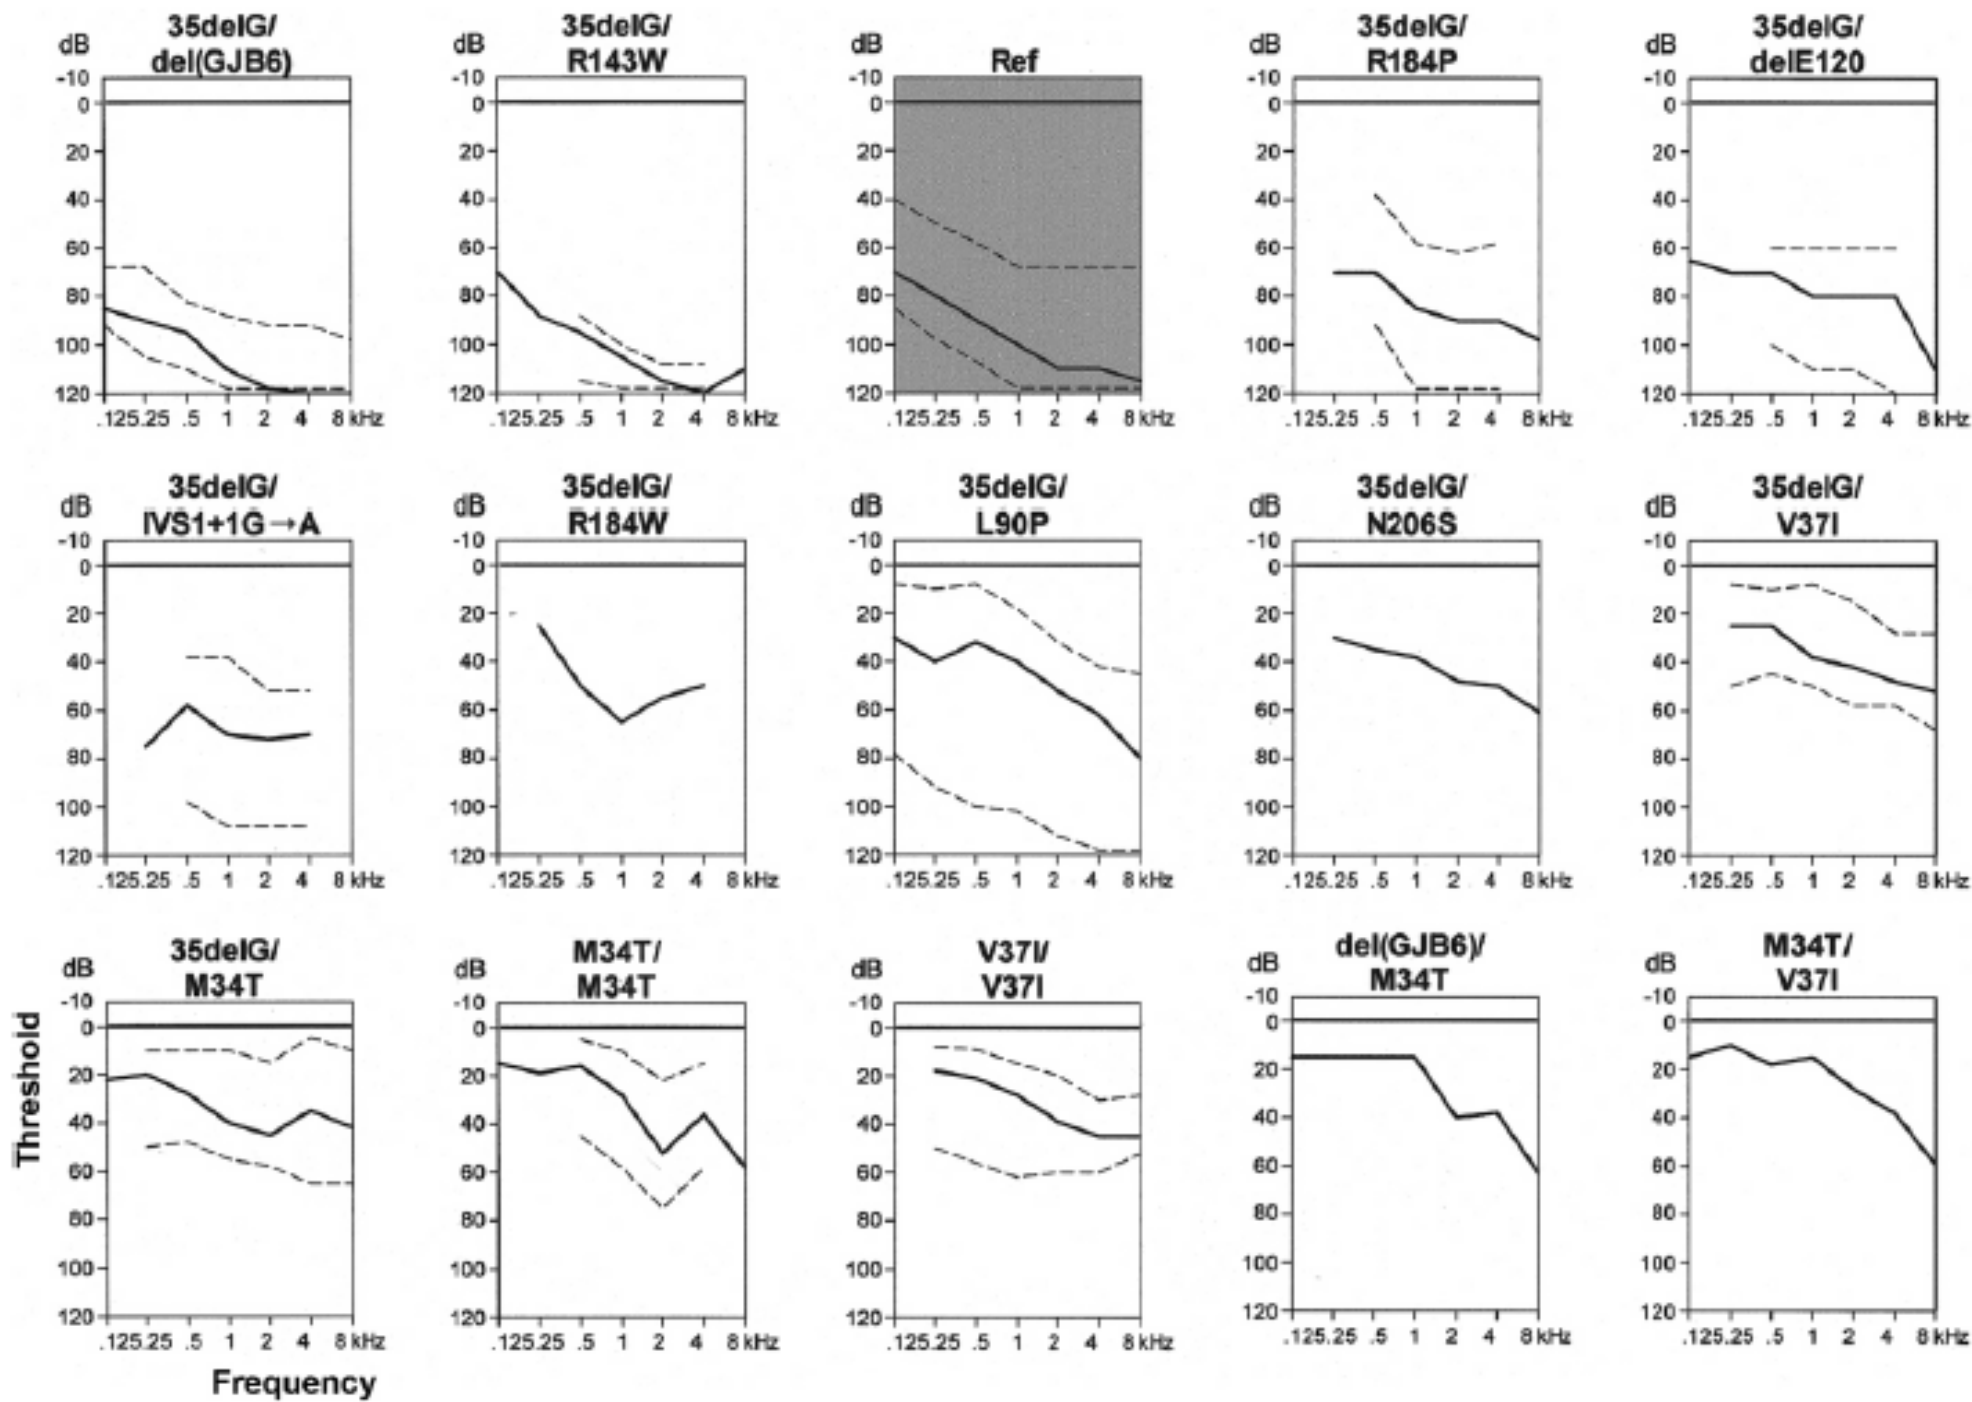 35delG/
del(GJB6)
dB
-10
0
20
40
60
80
100
120
.125 .25 .5 1 2 4 8 kHz
35delG/
R143W
dB
-10
0
20
40
60
80
100
120
.125 .25 .5 1 2 4 8 kHz
Ref
dB
-10
0
20
40
60
80
100
120
.125 .25 .5 1 2 4 8 kHz
35delG/
R184P
dB
-10
0
20
40
60
80
100
120
.125 .25 .5 1 2 4 8 kHz
35delG/
delE120
dB
-10
0
20
40
60
80
100
120
.125 .25 .5 1 2 4 8 kHz
35delG/
IVS1+1G→A
dB
-10
0
20
40
60
80
100
120
.125 .25 .5 1 2 4 8 kHz
35delG/
R184W
dB
-10
0
20
40
60
80
100
120
.125 .25 .5 1 2 4 8 kHz
35delG/
L90P
dB
-10
0
20
40
60
80
100
120
.125 .25 .5 1 2 4 8 kHz
35delG/
N206S
dB
-10
0
20
40
60
80
100
120
.125 .25 .5 1 2 4 8 kHz
35delG/
V37I
dB
-10
0
20
40
60
80
100
120
.125 .25 .5 1 2 4 8 kHz
35delG/
M34T
dB
-10
0
20
40
60
80
100
120
.125 .25 .5 1 2 4 8 kHz
Threshold
Frequency
M34T/
M34T
dB
-10
0
20
40
60
80
100
120
.125 .25 .5 1 2 4 8 kHz
V37I/
V37I
dB
-10
0
20
40
60
80
100
120
.125 .25 .5 1 2 4 8 kHz
del(GJB6)/
M34T
dB
-10
0
20
40
60
80
100
120
.125 .25 .5 1 2 4 8 kHz
M34T/
V37I
dB
-10
0
20
40
60
80
100
120
.125 .25 .5 1 2 4 8 kHz